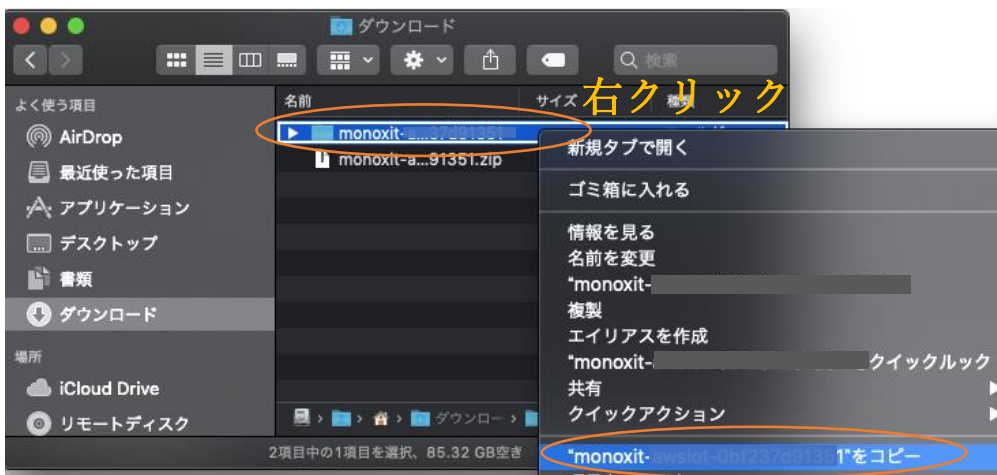 ダウンロード
検索
右クリック
よく使う項目
AirDrop
最近使った項目
アプリケーション
デスクトップ
書類
ダウンロード
場所
iCloud Drive
リモートディスク
名前 サイズ 種類
monoxit-a...37d91351
monoxit-a...91351.zip
ダウンロー
2項目中の1項目を選択、85.32 GB空き
新規タブで開く
ゴミ箱に入れる
情報を見る
名前を変更
"monoxit-
複製
エイリアスを作成
"monoxit- クイックルック
共有
クイックアクション
"monoxit-awsiot-0bf237d91351"をコピー